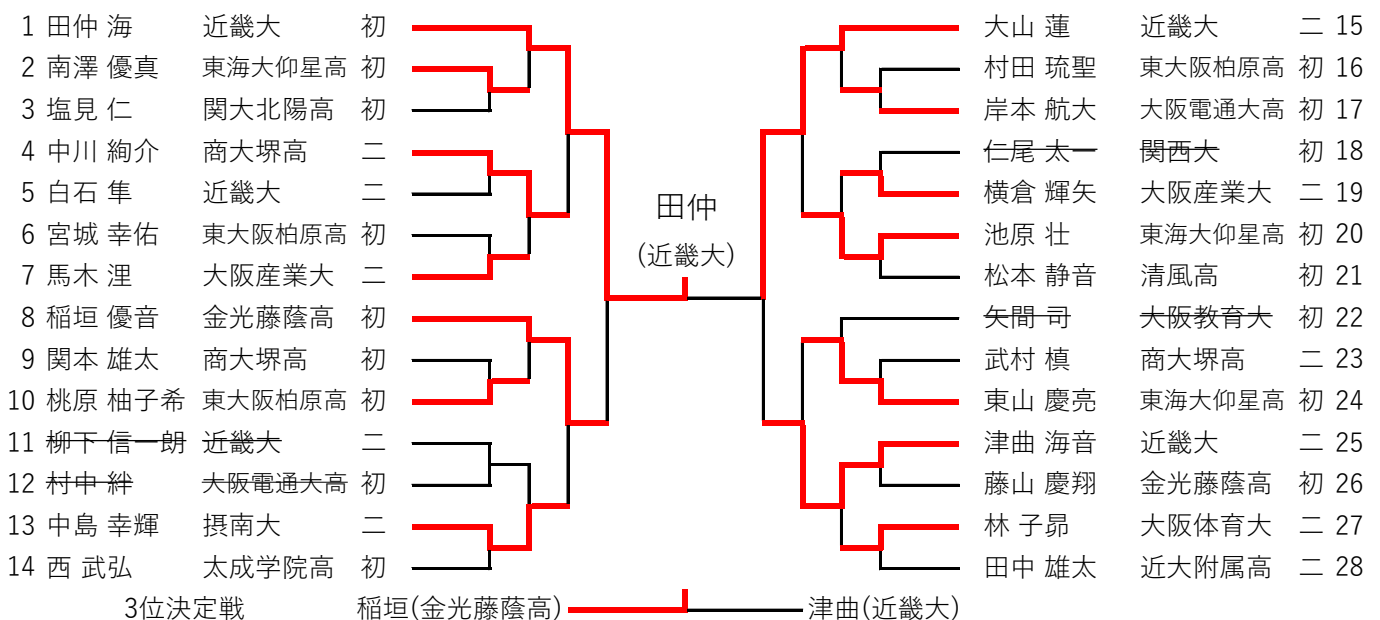 1 田仲 海 近畿大 初
2 南澤 優真 東海大仰星高 初
3 塩見 仁 関大北陽高 初
4 中川 絢介 商大堺高 二
5 白石 隼 近畿大 二
6 宮城 幸佑 東大阪柏原高 初
7 馬木 浬 大阪産業大 二
8 稲垣 優音 金光藤蔭高 初
9 関本 雄太 商大堺高 初
10 桃原 柚子希 東大阪柏原高 初
11 柳下 信一朗 近畿大 二
12 村中 絆 大阪電通大高 初
13 中島 幸輝 摂南大 二
14 西 武弘 太成学院高 初
田仲
(近畿大)
大山 蓮 近畿大 二 15
村田 琉聖 東大阪柏原高 初 16
岸本 航大 大阪電通大高 初 17
仁尾 太一 関西大 初 18
横倉 輝矢 大阪産業大 二 19
池原 壮 東海大仰星高 初 20
松本 静音 清風高 初 21
矢間 司 大阪教育大 初 22
武村 槙 商大堺高 二 23
東山 慶亮 東海大仰星高 初 24
津曲 海音 近畿大 二 25
藤山 慶翔 金光藤蔭高 初 26
林 子昴 大阪体育大 二 27
田中 雄太 近大附属高 二 28
3位決定戦 稲垣(金光藤蔭高) 津曲(近畿大)